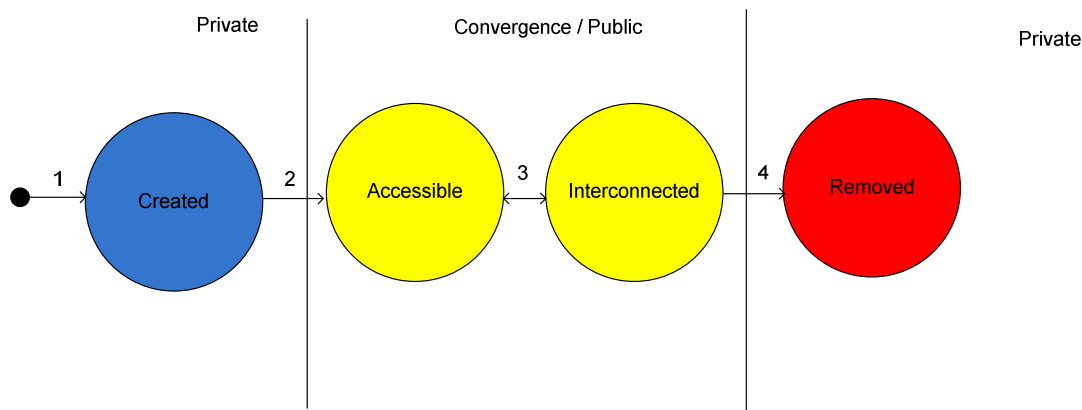 Private
Convergence / Public
Private
1
Created
2
Accessible
3
Interconnected
4
Removed